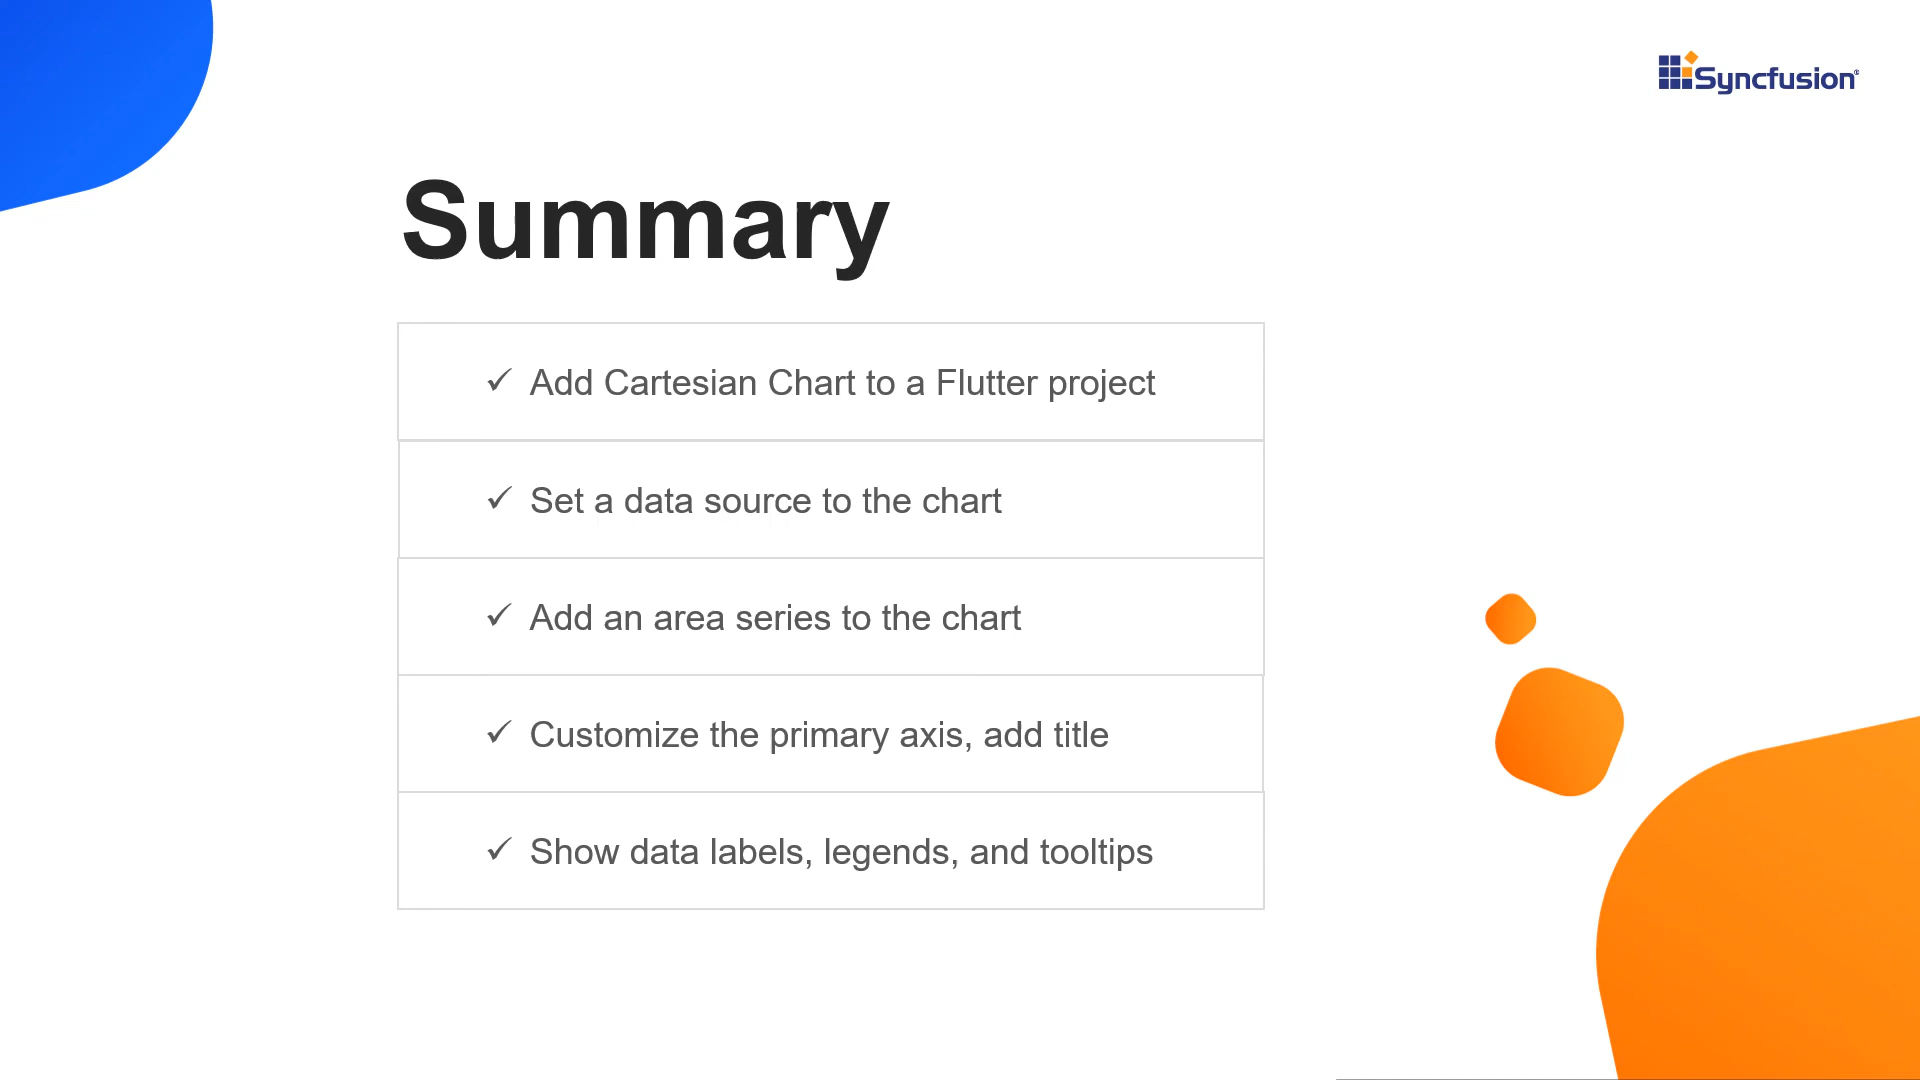 Syncfusion®
Summary
✓ Add Cartesian Chart to a Flutter project
✓ Set a data source to the chart
✓ Add an area series to the chart
✓ Customize the primary axis, add title
✓ Show data labels, legends, and tooltips